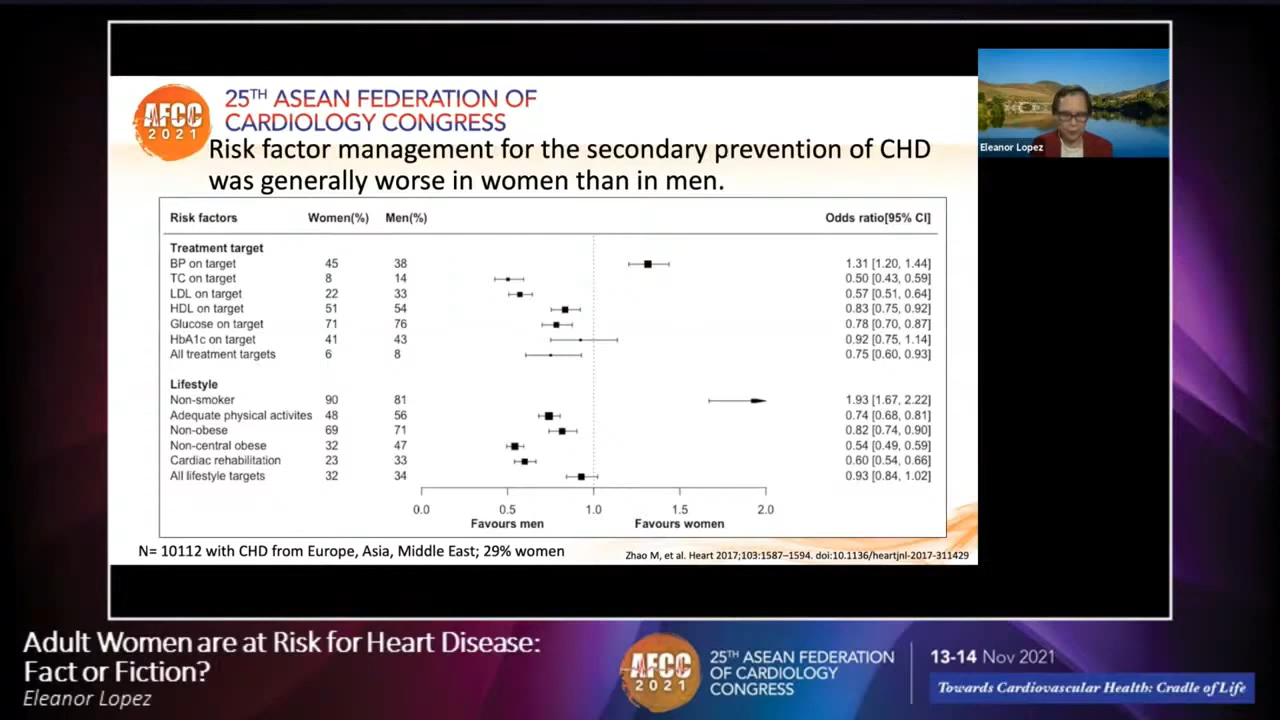 AFCC
2021
25TH ASEAN FEDERATION OF
CARDIOLOGY CONGRESS
Risk factor management for the secondary prevention of CHD
was generally worse in women than in men.
Eleanor Lopez
Risk factors Women(%) Men(%) Odds ratio[95% CI]
Treatment target
BP on target 45 38 1.31 [1.20, 1.44]
TC on target 8 14 0.50 [0.43, 0.59]
LDL on target 22 33 0.57 [0.51, 0.64]
HDL on target 51 54 0.83 [0.75, 0.92]
Glucose on target 71 76 0.78 [0.70, 0.87]
HbA1c on target 41 43 0.92 [0.75, 1.14]
All treatment targets 6 8 0.75 [0.60, 0.93]
Lifestyle
Non-smoker 90 81 1.93 [1.67, 2.22]
Adequate physical activites 48 56 0.74 [0.68, 0.81]
Non-obese 69 71 0.82 [0.74, 0.90]
Non-central obese 32 47 0.54 [0.49, 0.59]
Cardiac rehabilitation 23 33 0.60 [0.54, 0.66]
All lifestyle targets 32 34 0.93 [0.84, 1.02]
0.0 0.5 1.0 1.5 2.0
Favours men Favours women
N= 10112 with CHD from Europe, Asia, Middle East; 29% women
Zhao M, et al. Heart 2017;103:1587–1594. doi:10.1136/heartjnl-2017-311429
Adult Women are at Risk for Heart Disease:
Fact or Fiction?
Eleanor Lopez
AFCC
2021
25TH ASEAN FEDERATION
OF CARDIOLOGY
CONGRESS
13-14 Nov 2021
Towards Cardiovascular Health: Cradle of Life